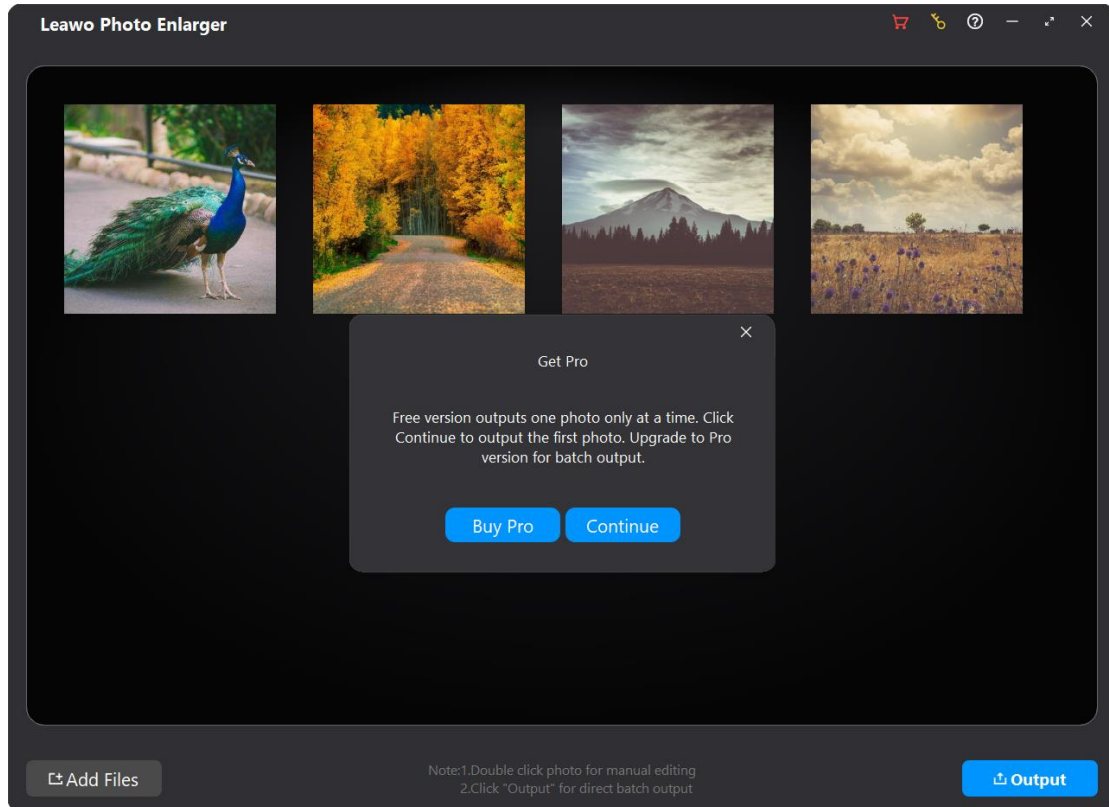 Leawo Photo Enlarger
Get Pro
Free version outputs one photo only at a time. Click
Continue to output the first photo. Upgrade to Pro
version for batch output.
Buy Pro
Continue
Add Files
Note:1.Double click photo for manual editing
2.Click "Output" for direct batch output
Output